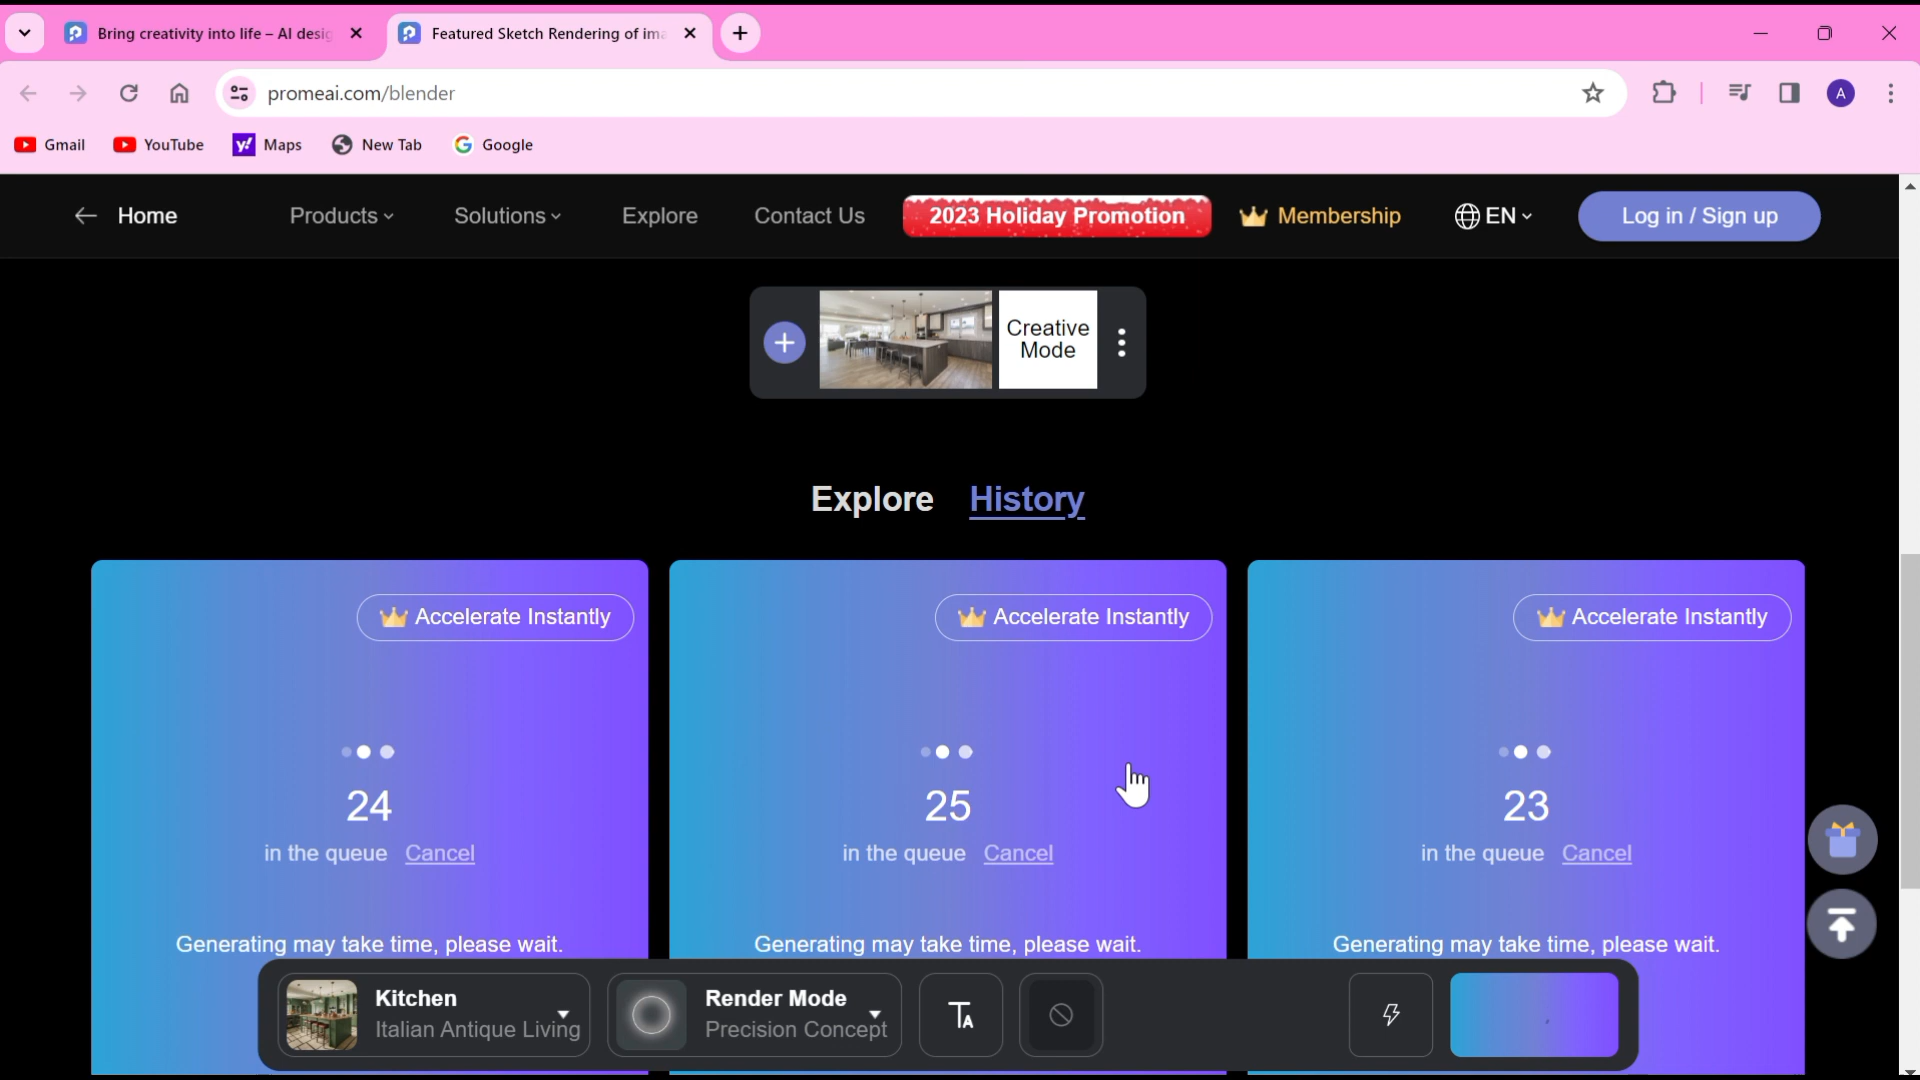 Bring creativity into life – AI desig
Featured Sketch Rendering of ima
promeai.com/blender
A
Gmail
YouTube
Maps
New Tab
Google
Home
Products
Solutions
Explore
Contact Us
2023 Holiday Promotion
Membership
EN
Log in / Sign up
Creative
Mode
Explore
History
Accelerate Instantly
Accelerate Instantly
Accelerate Instantly
24
in the queue Cancel
25
in the queue Cancel
23
in the queue Cancel
Generating may take time, please wait.
Generating may take time, please wait.
Generating may take time, please wait.
Kitchen
Italian Antique Living
Render Mode
Precision Concept